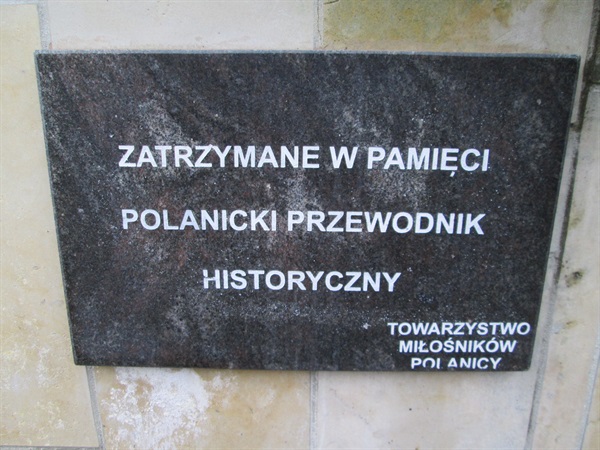 ZATRZYMANE W PAMIĘCI
POLANICKI PRZEWODNIK
HISTORYCZNY
TOWARZYSTWO
MIŁOŚNIKÓW
POLANICY